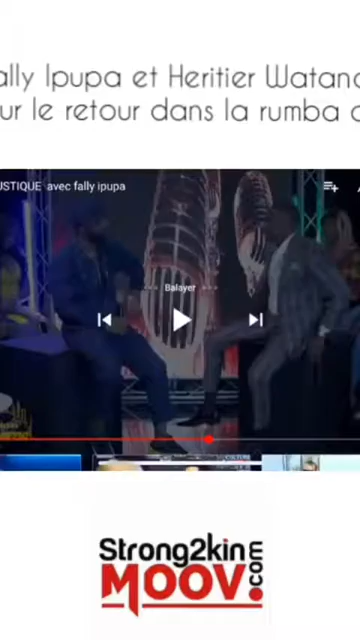 ally Ipupa et Heritier Watana
ur le retour dans la rumba c
USTIQUE avec fally ipupa
Balayer
CULTURE
Strong2kin
MOOV.com